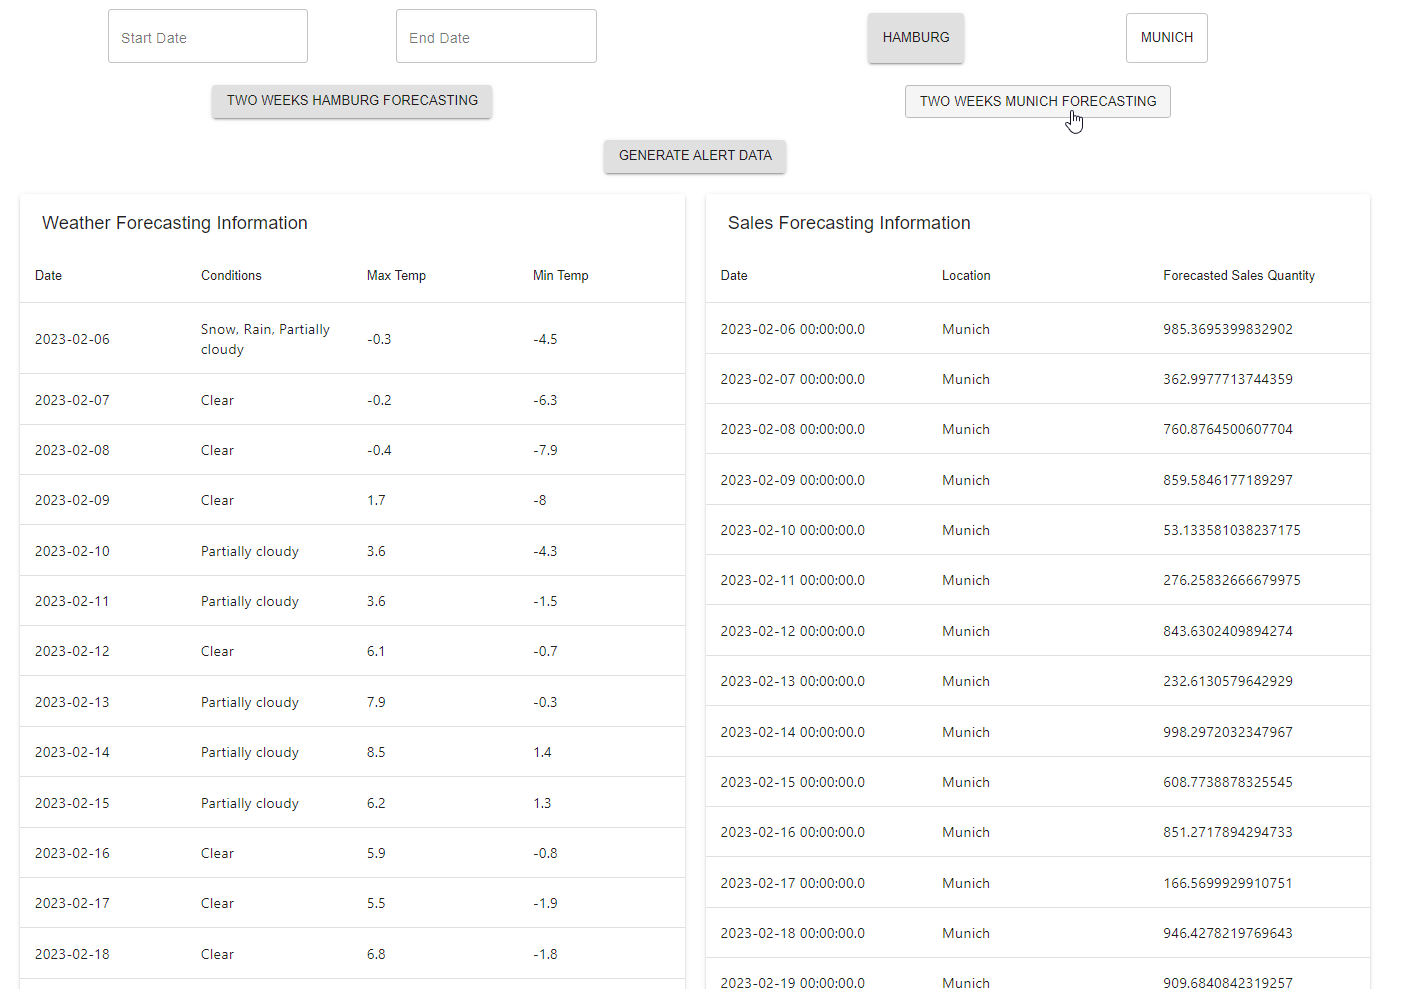 Start Date
End Date
HAMBURG
MUNICH
TWO WEEKS HAMBURG FORECASTING
TWO WEEKS MUNICH FORECASTING
GENERATE ALERT DATA
Weather Forecasting Information
Date Conditions Max Temp Min Temp
2023-02-06 Snow, Rain, Partially -0.3 -4.5
cloudy
2023-02-07 Clear -0.2 -6.3
2023-02-08 Clear -0.4 -7.9
2023-02-09 Clear 1.7 -8
2023-02-10 Partially cloudy 3.6 -4.3
2023-02-11 Partially cloudy 3.6 -1.5
2023-02-12 Clear 6.1 -0.7
2023-02-13 Partially cloudy 7.9 -0.3
2023-02-14 Partially cloudy 8.5 1.4
2023-02-15 Partially cloudy 6.2 1.3
2023-02-16 Clear 5.9 -0.8
2023-02-17 Clear 5.5 -1.9
2023-02-18 Clear 6.8 -1.8
Sales Forecasting Information
Date Location Forecasted Sales Quantity
2023-02-06 00:00:00.0 Munich 985.3695399832902
2023-02-07 00:00:00.0 Munich 362.9977713744359
2023-02-08 00:00:00.0 Munich 760.8764500607704
2023-02-09 00:00:00.0 Munich 859.5846177189297
2023-02-10 00:00:00.0 Munich 53.133581038237175
2023-02-11 00:00:00.0 Munich 276.25832666679975
2023-02-12 00:00:00.0 Munich 843.6302409894274
2023-02-13 00:00:00.0 Munich 232.6130579642929
2023-02-14 00:00:00.0 Munich 998.2972032347967
2023-02-15 00:00:00.0 Munich 608.7738878325545
2023-02-16 00:00:00.0 Munich 851.2717894294733
2023-02-17 00:00:00.0 Munich 166.5699929910751
2023-02-18 00:00:00.0 Munich 946.4278219769643
2023-02-19 00:00:00.0 Munich 909.6840842319257